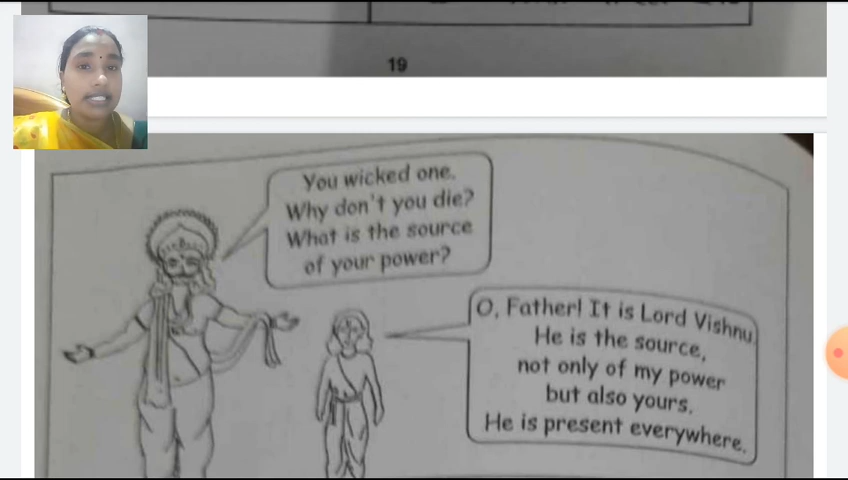 19
You wicked one.
Why don't you die?
What is the source
of your power?
O, Father! It is Lord Vishnu.
He is the source,
not only of my power
but also yours.
He is present everywhere.